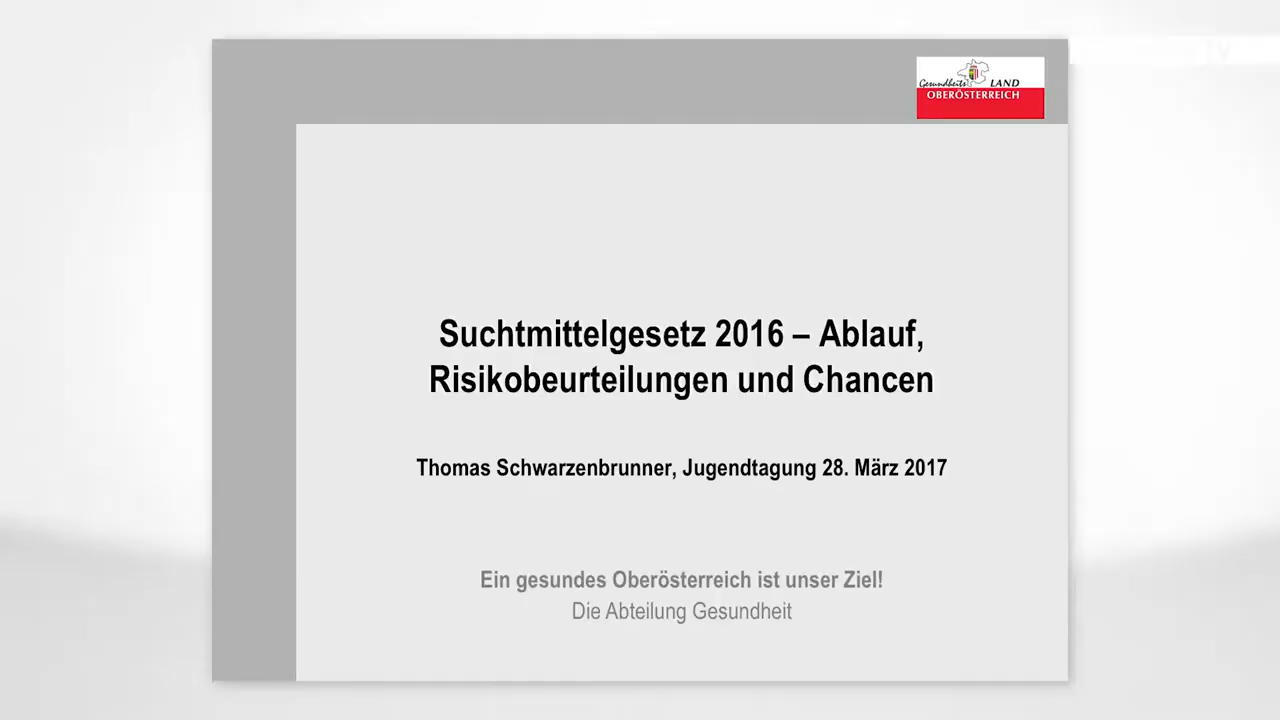 Gesundheits LAND
OBERÖSTERREICH
Suchtmittelgesetz 2016 – Ablauf,
Risikobeurteilungen und Chancen
Thomas Schwarzenbrunner, Jugendtagung 28. März 2017
Ein gesundes Oberösterreich ist unser Ziel!
Die Abteilung Gesundheit